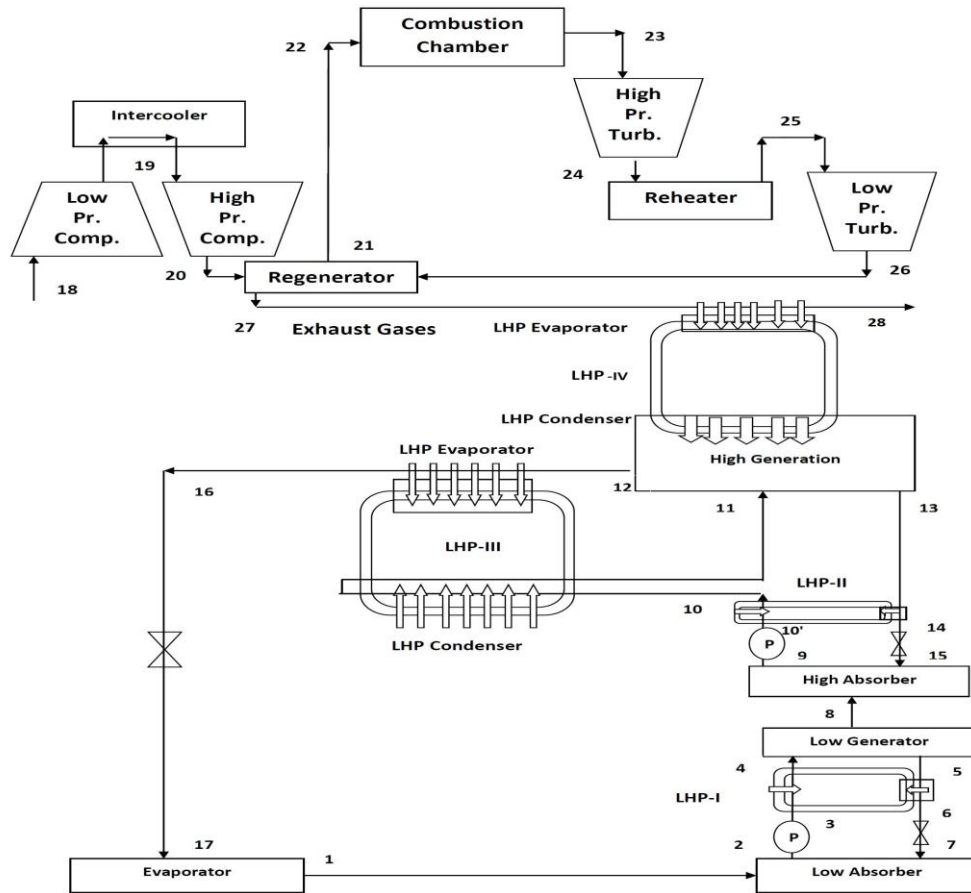 Combustion
Chamber
22
23
High
Pr.
Turb.
Intercooler
25
19
24
Reheater
Low
Pr.
Comp.
High
Pr.
Comp.
Low
Pr.
Turb.
21
20
Regenerator
26
18
27
Exhaust Gases
LHP Evaporator
28
LHP-IV
LHP Condenser
LHP Evaporator
High Generation
16
12
11
13
LHP-III
LHP-II
10
10'
14
LHP Condenser
P
9
15
High Absorber
8
Low Generator
4
5
LHP-I
6
3
17
1
2
P
7
Evaporator
Low Absorber